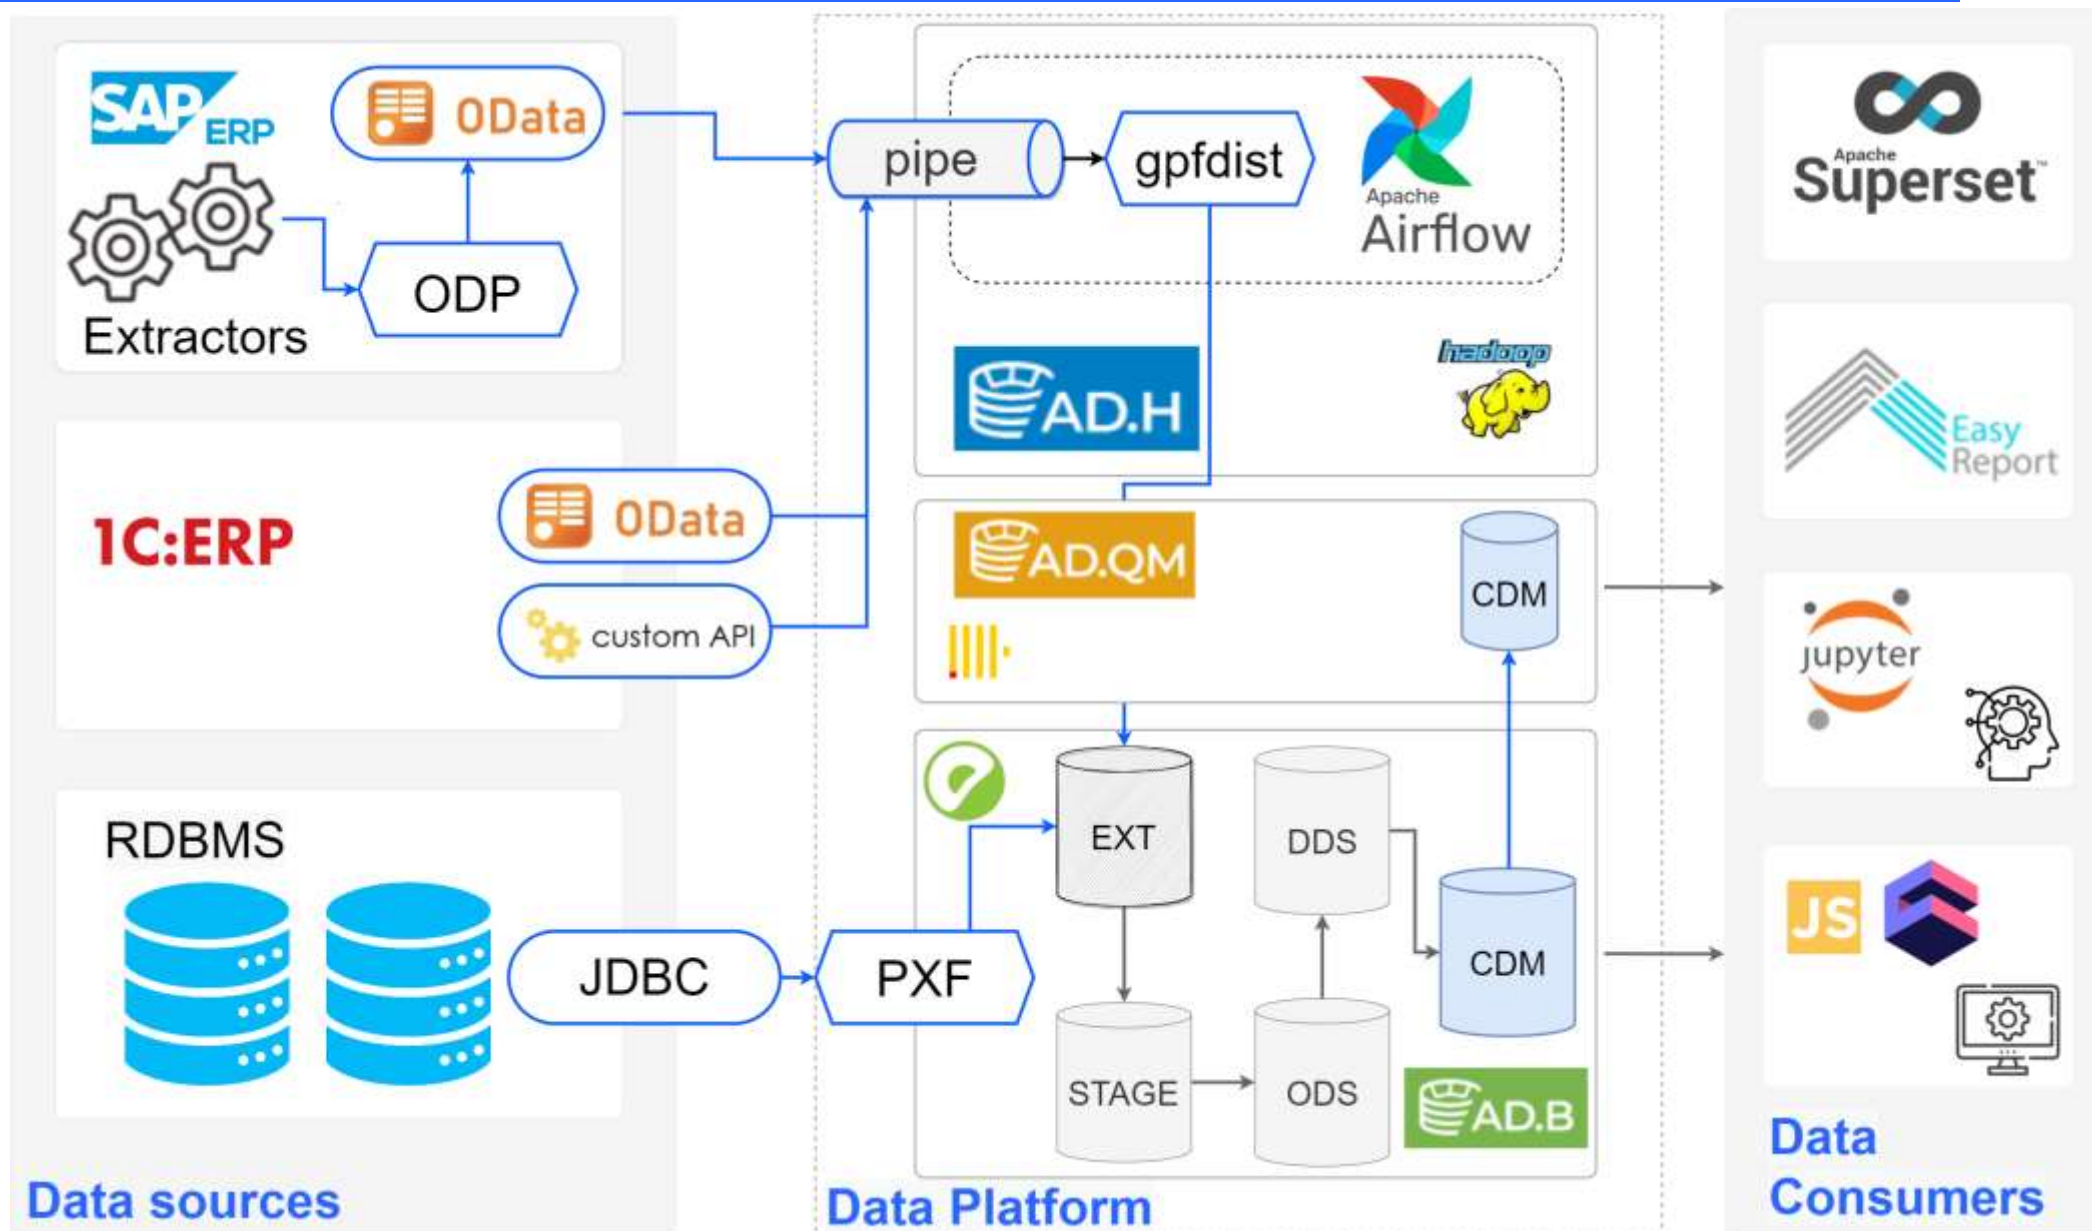 SAP ERP
OData
Extractors
ODP
1C:ERP
OData
custom API
RDBMS
JDBC
Data sources
pipe
gpfdist
Apache
Airflow
AD.H
hadoop
AD.QM
CDM
PXF
EXT
DDS
CDM
STAGE
ODS
AD.B
Data Platform
Apache
Superset™
Easy
Report
jupyter
JS
Data
Consumers